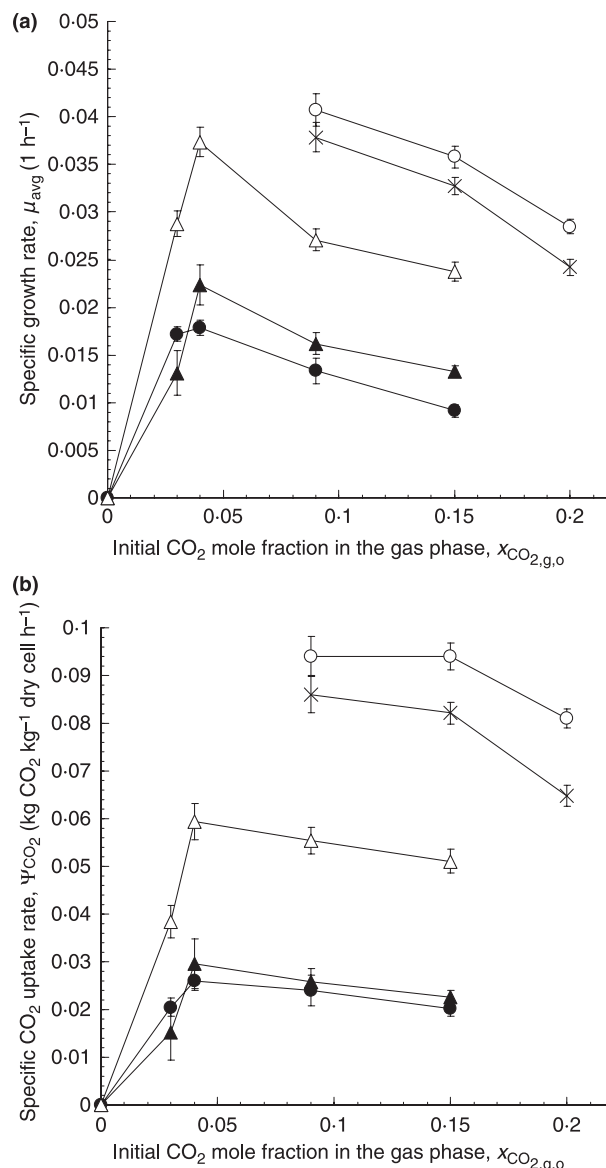 (a)
0·05
0·045
0·04
0·035
0·03
0·025
0·02
0·015
0·01
0·005
0
Specific growth rate, μavg (1 h–1)
0 0·05 0·1 0·15 0·2
Initial CO2 mole fraction in the gas phase, xCO2,g,o
(b)
0·1
0·09
0·08
0·07
0·06
0·05
0·04
0·03
0·02
0·01
0
Specific CO2 uptake rate, ΨCO2 (kg CO2 kg–1 dry cell h–1)
0 0·05 0·1 0·15 0·2
Initial CO2 mole fraction in the gas phase, xCO2,g,o